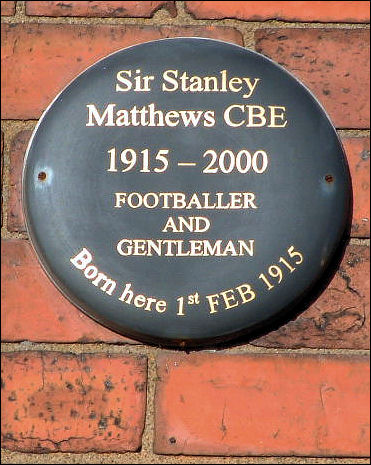 Sir Stanley
Matthews CBE
1915 – 2000
FOOTBALLER
AND
GENTLEMAN
Born here 1st FEB 1915